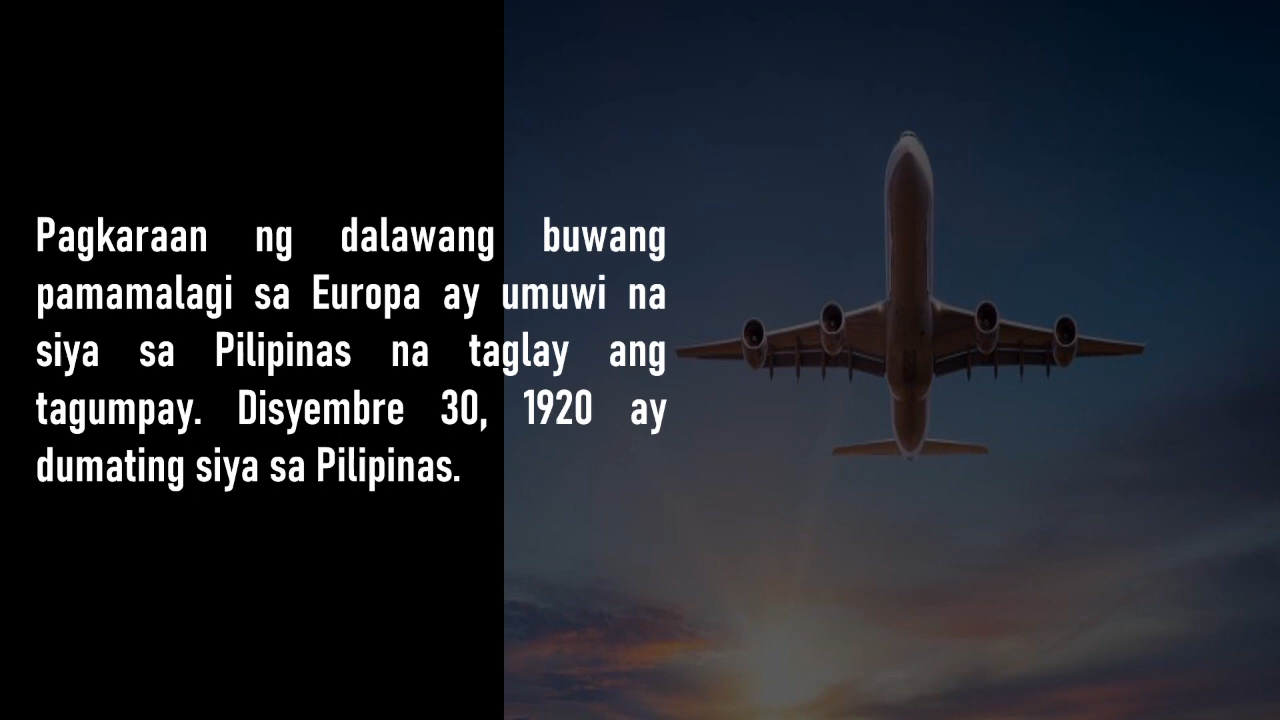 Pagkaraan ng dalawang buwang
pamamalagi sa Europa ay umuwi na
siya sa Pilipinas na taglay ang
tagumpay. Disyembre 30, 1920 ay
dumating siya sa Pilipinas.